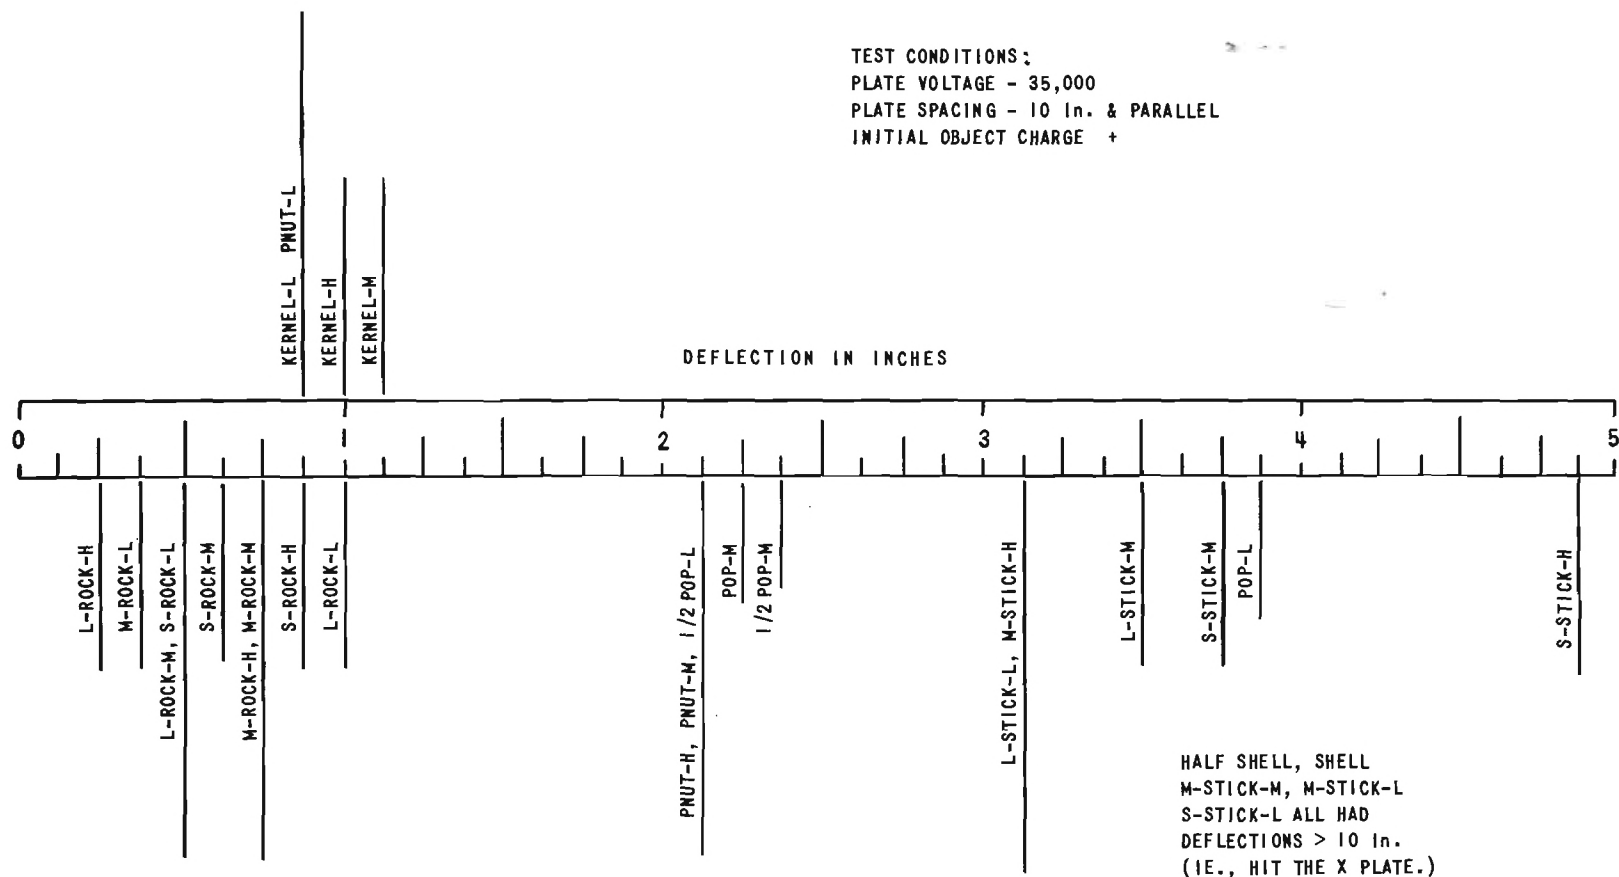 TEST CONDITIONS:
PLATE VOLTAGE - 35,000
PLATE SPACING - 10 In. & PARALLEL
INITIAL OBJECT CHARGE +
KERNEL-L PNUT-L
KERNEL-H
KERNEL-M
DEFLECTION IN INCHES
0 1 2 3 4 5
L-ROCK-H
M-ROCK-L
L-ROCK-M, S-ROCK-L
S-ROCK-M
M-ROCK-H, M-ROCK-M
S-ROCK-H
L-ROCK-L
PNUT-H, PNUT-M, 1/2 POP-L
POP-M
1/2 POP-M
L-STICK-L, M-STICK-H
L-STICK-M
S-STICK-M
POP-L
S-STICK-H
HALF SHELL, SHELL
M-STICK-M, M-STICK-L
S-STICK-L ALL HAD
DEFLECTIONS > 10 In.
(IE., HIT THE X PLATE.)